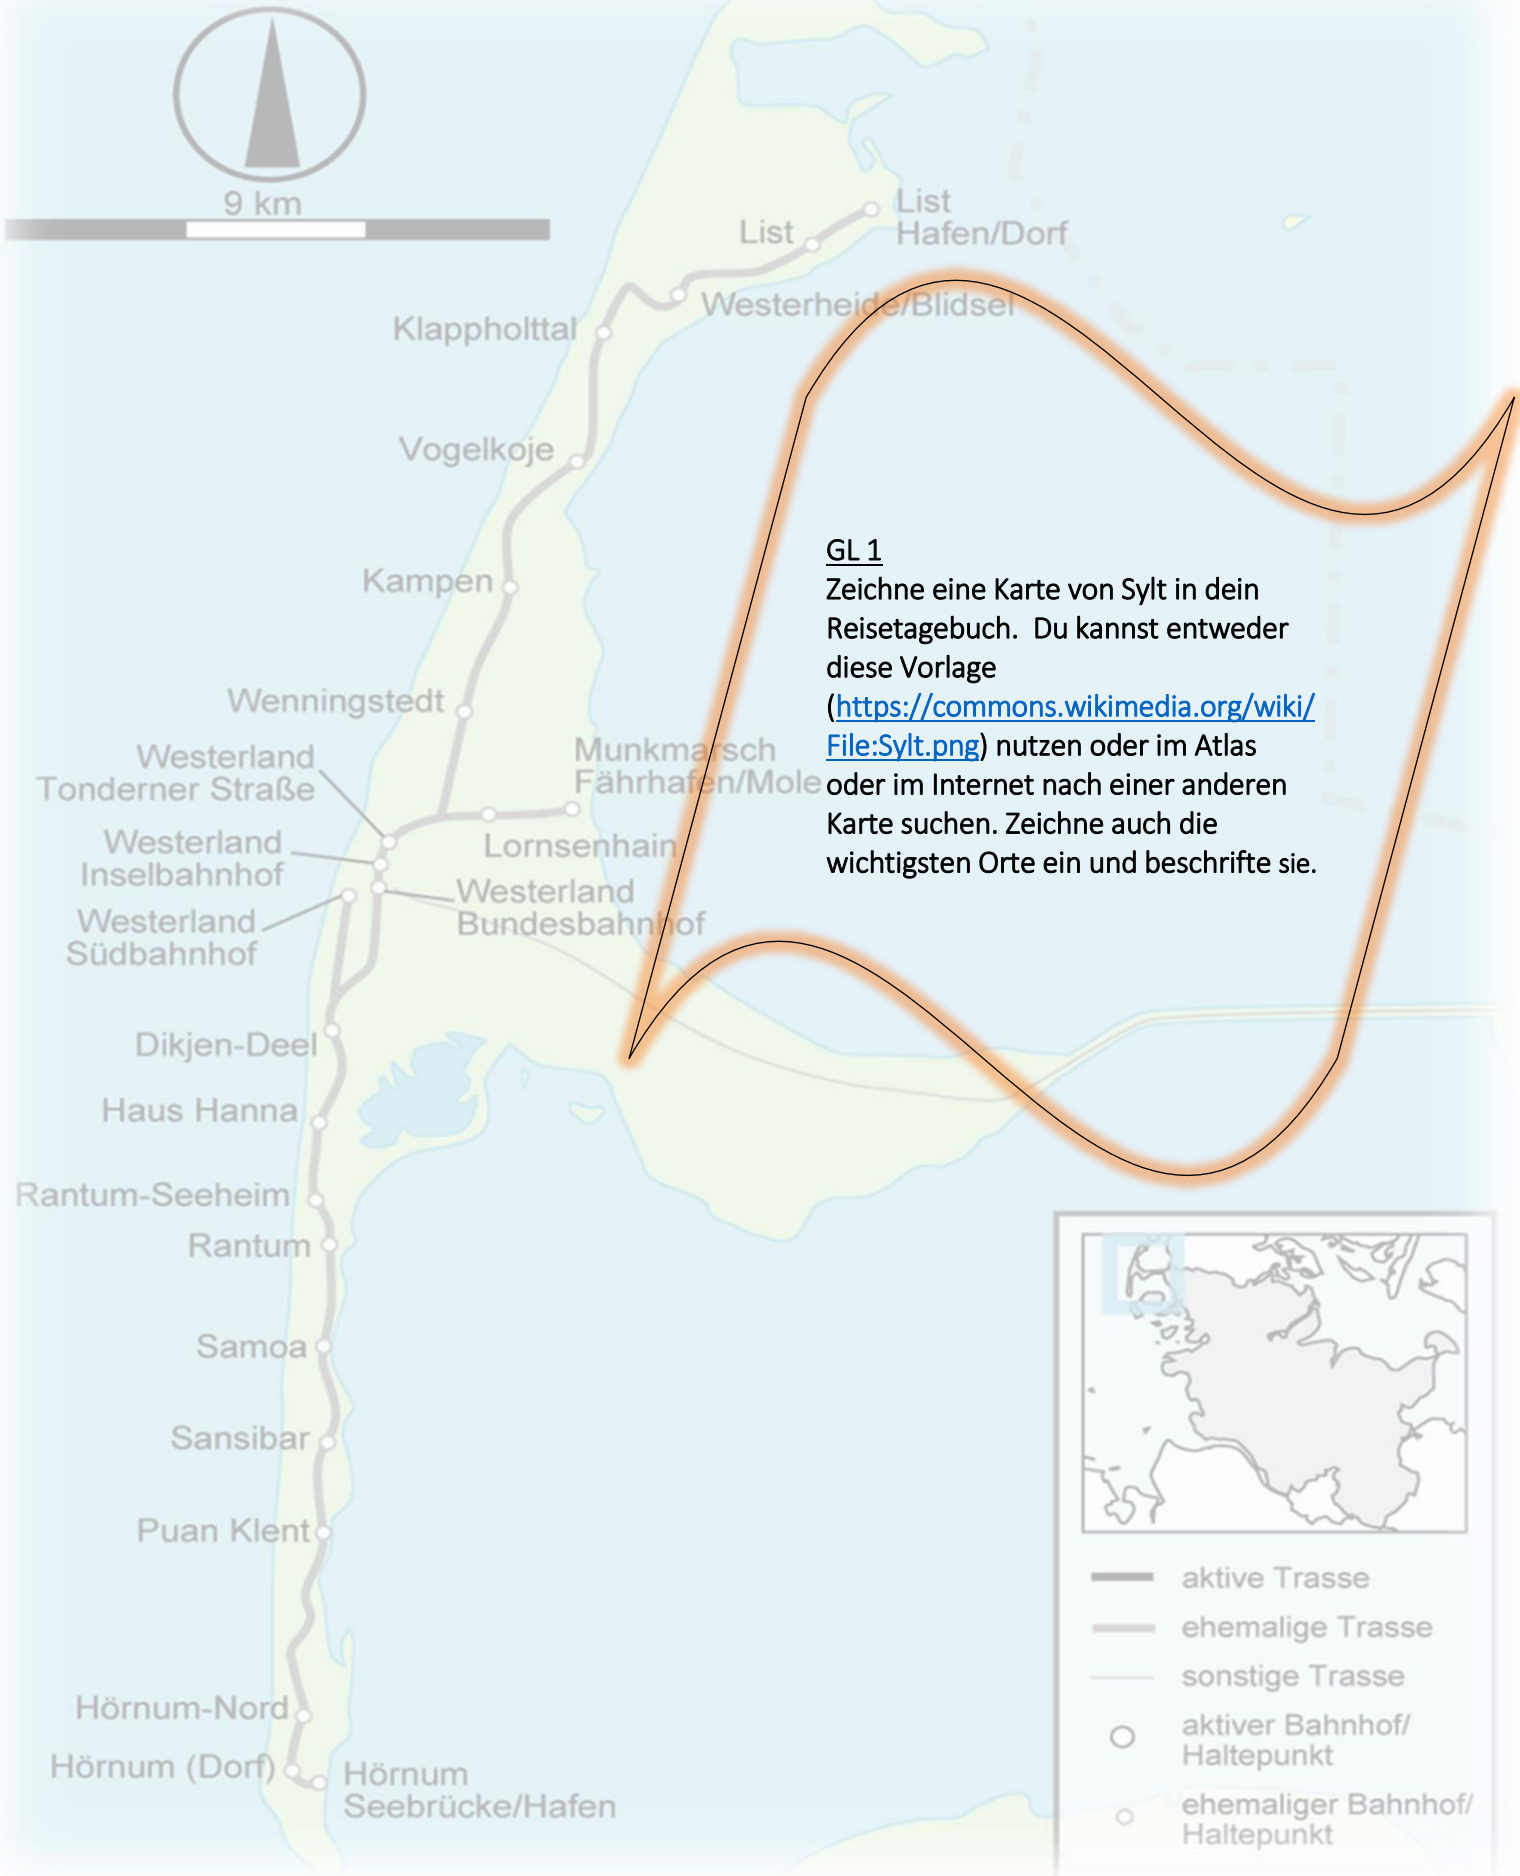 9 km
List
Hafen/Dorf
List
Westerheide/Blidsel
Klappholttal
Vogelkoje
GL 1
Zeichne eine Karte von Sylt in dein
Reisetagebuch.  Du kannst entweder
diese Vorlage
(https://commons.wikimedia.org/wiki/
File:Sylt.png) nutzen oder im Atlas
oder im Internet nach einer anderen
Karte suchen. Zeichne auch die
wichtigsten Orte ein und beschrifte sie.
Kampen
Wenningstedt
Westerland
Tonderner Straße
Munkmarsch
Fährhafen/Mole
Westerland
Inselbahnhof
Lornsenhain
Westerland
Bundesbahnhof
Westerland
Südbahnhof
Dikjen-Deel
Haus Hanna
Rantum-Seeheim
Rantum
Samoa
Sansibar
Puan Klent
Hörnum-Nord
Hörnum (Dorf)
Hörnum
Seebrücke/Hafen
aktive Trasse
ehemalige Trasse
sonstige Trasse
aktiver Bahnhof/
Haltepunkt
ehemaliger Bahnhof/
Haltepunkt